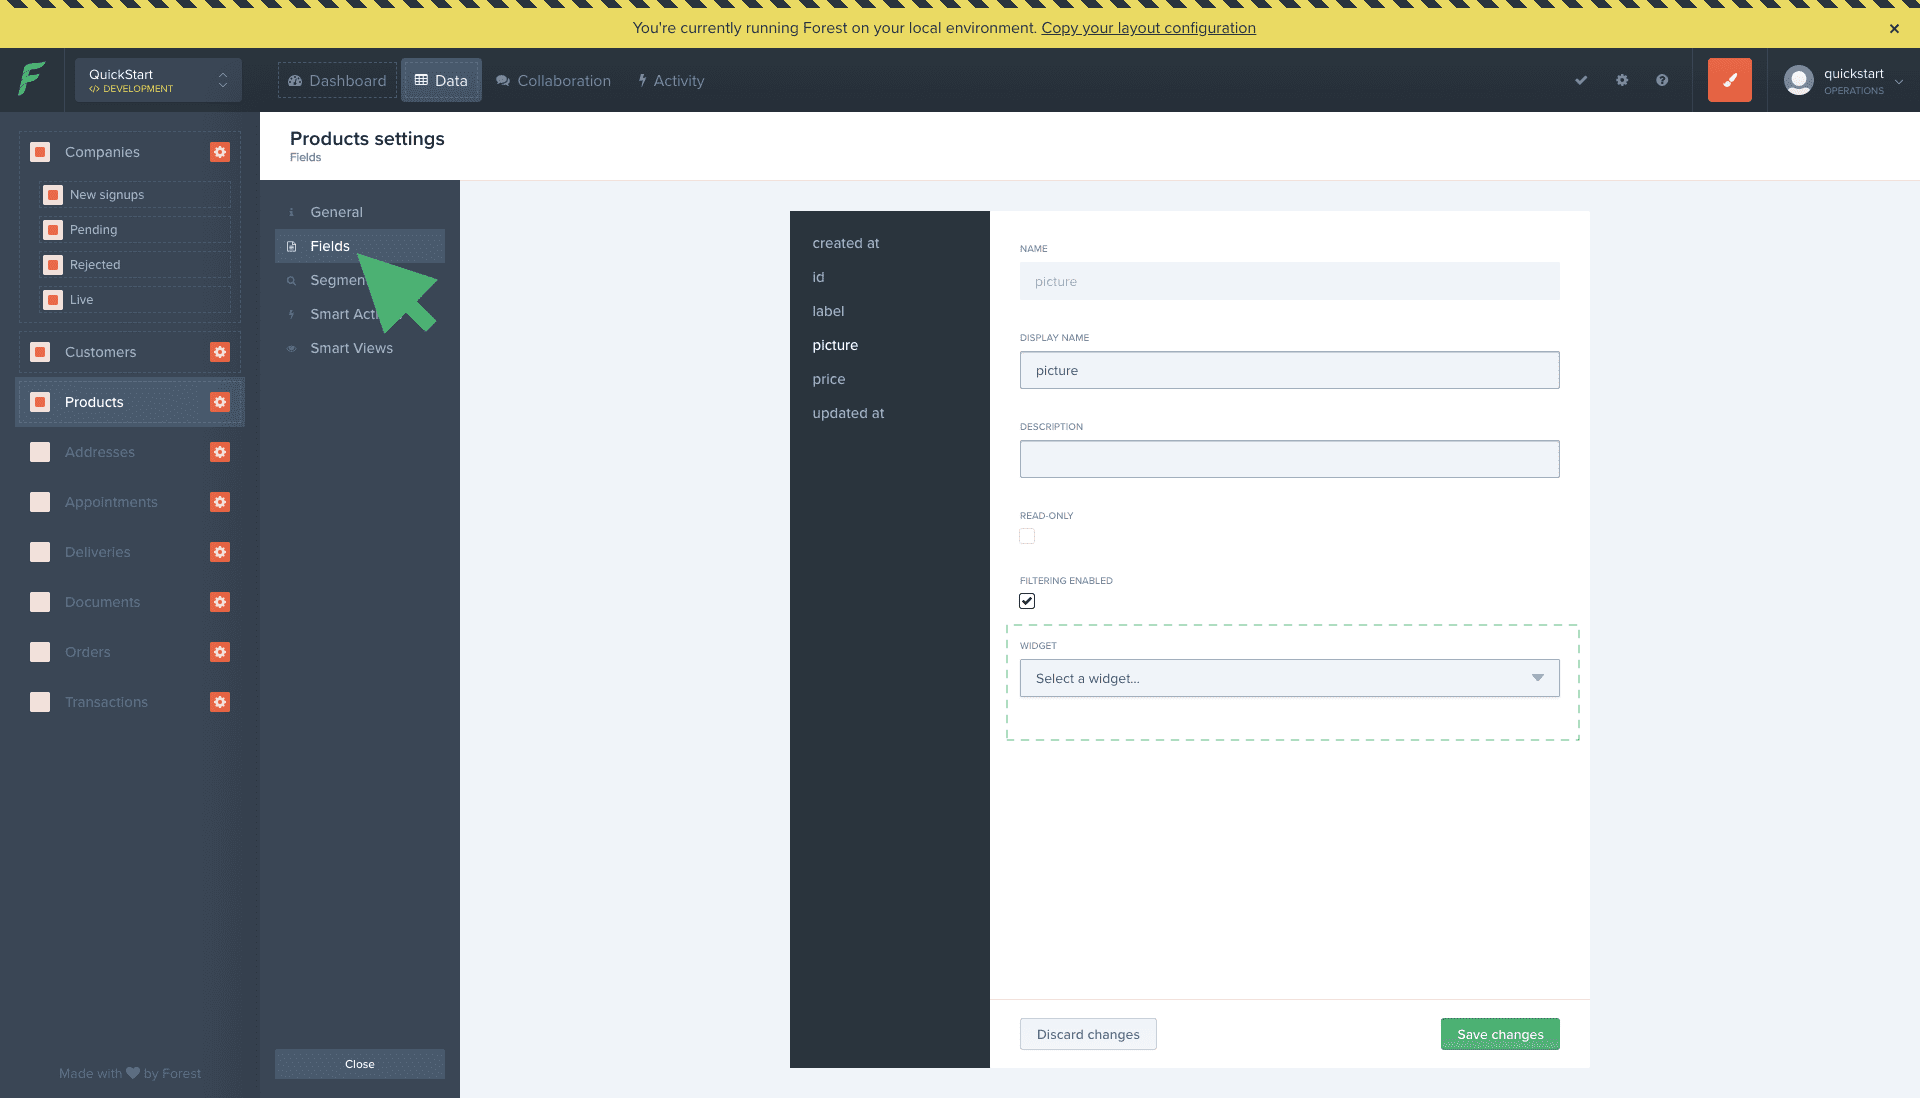 You're currently running Forest on your local environment. Copy your layout configuration
QuickStart
</> DEVELOPMENT
Dashboard
Data
Collaboration
Activity
quickstart
OPERATIONS
Companies
New signups
Pending
Rejected
Live
Customers
Products
Addresses
Appointments
Deliveries
Documents
Orders
Transactions
Made with ♥ by Forest
Products settings
Fields
General
Fields
Segmen
Smart Act
Smart Views
Close
created at
id
label
picture
price
updated at
NAME
picture
DISPLAY NAME
picture
DESCRIPTION
READ-ONLY
FILTERING ENABLED
WIDGET
Select a widget...
Discard changes
Save changes